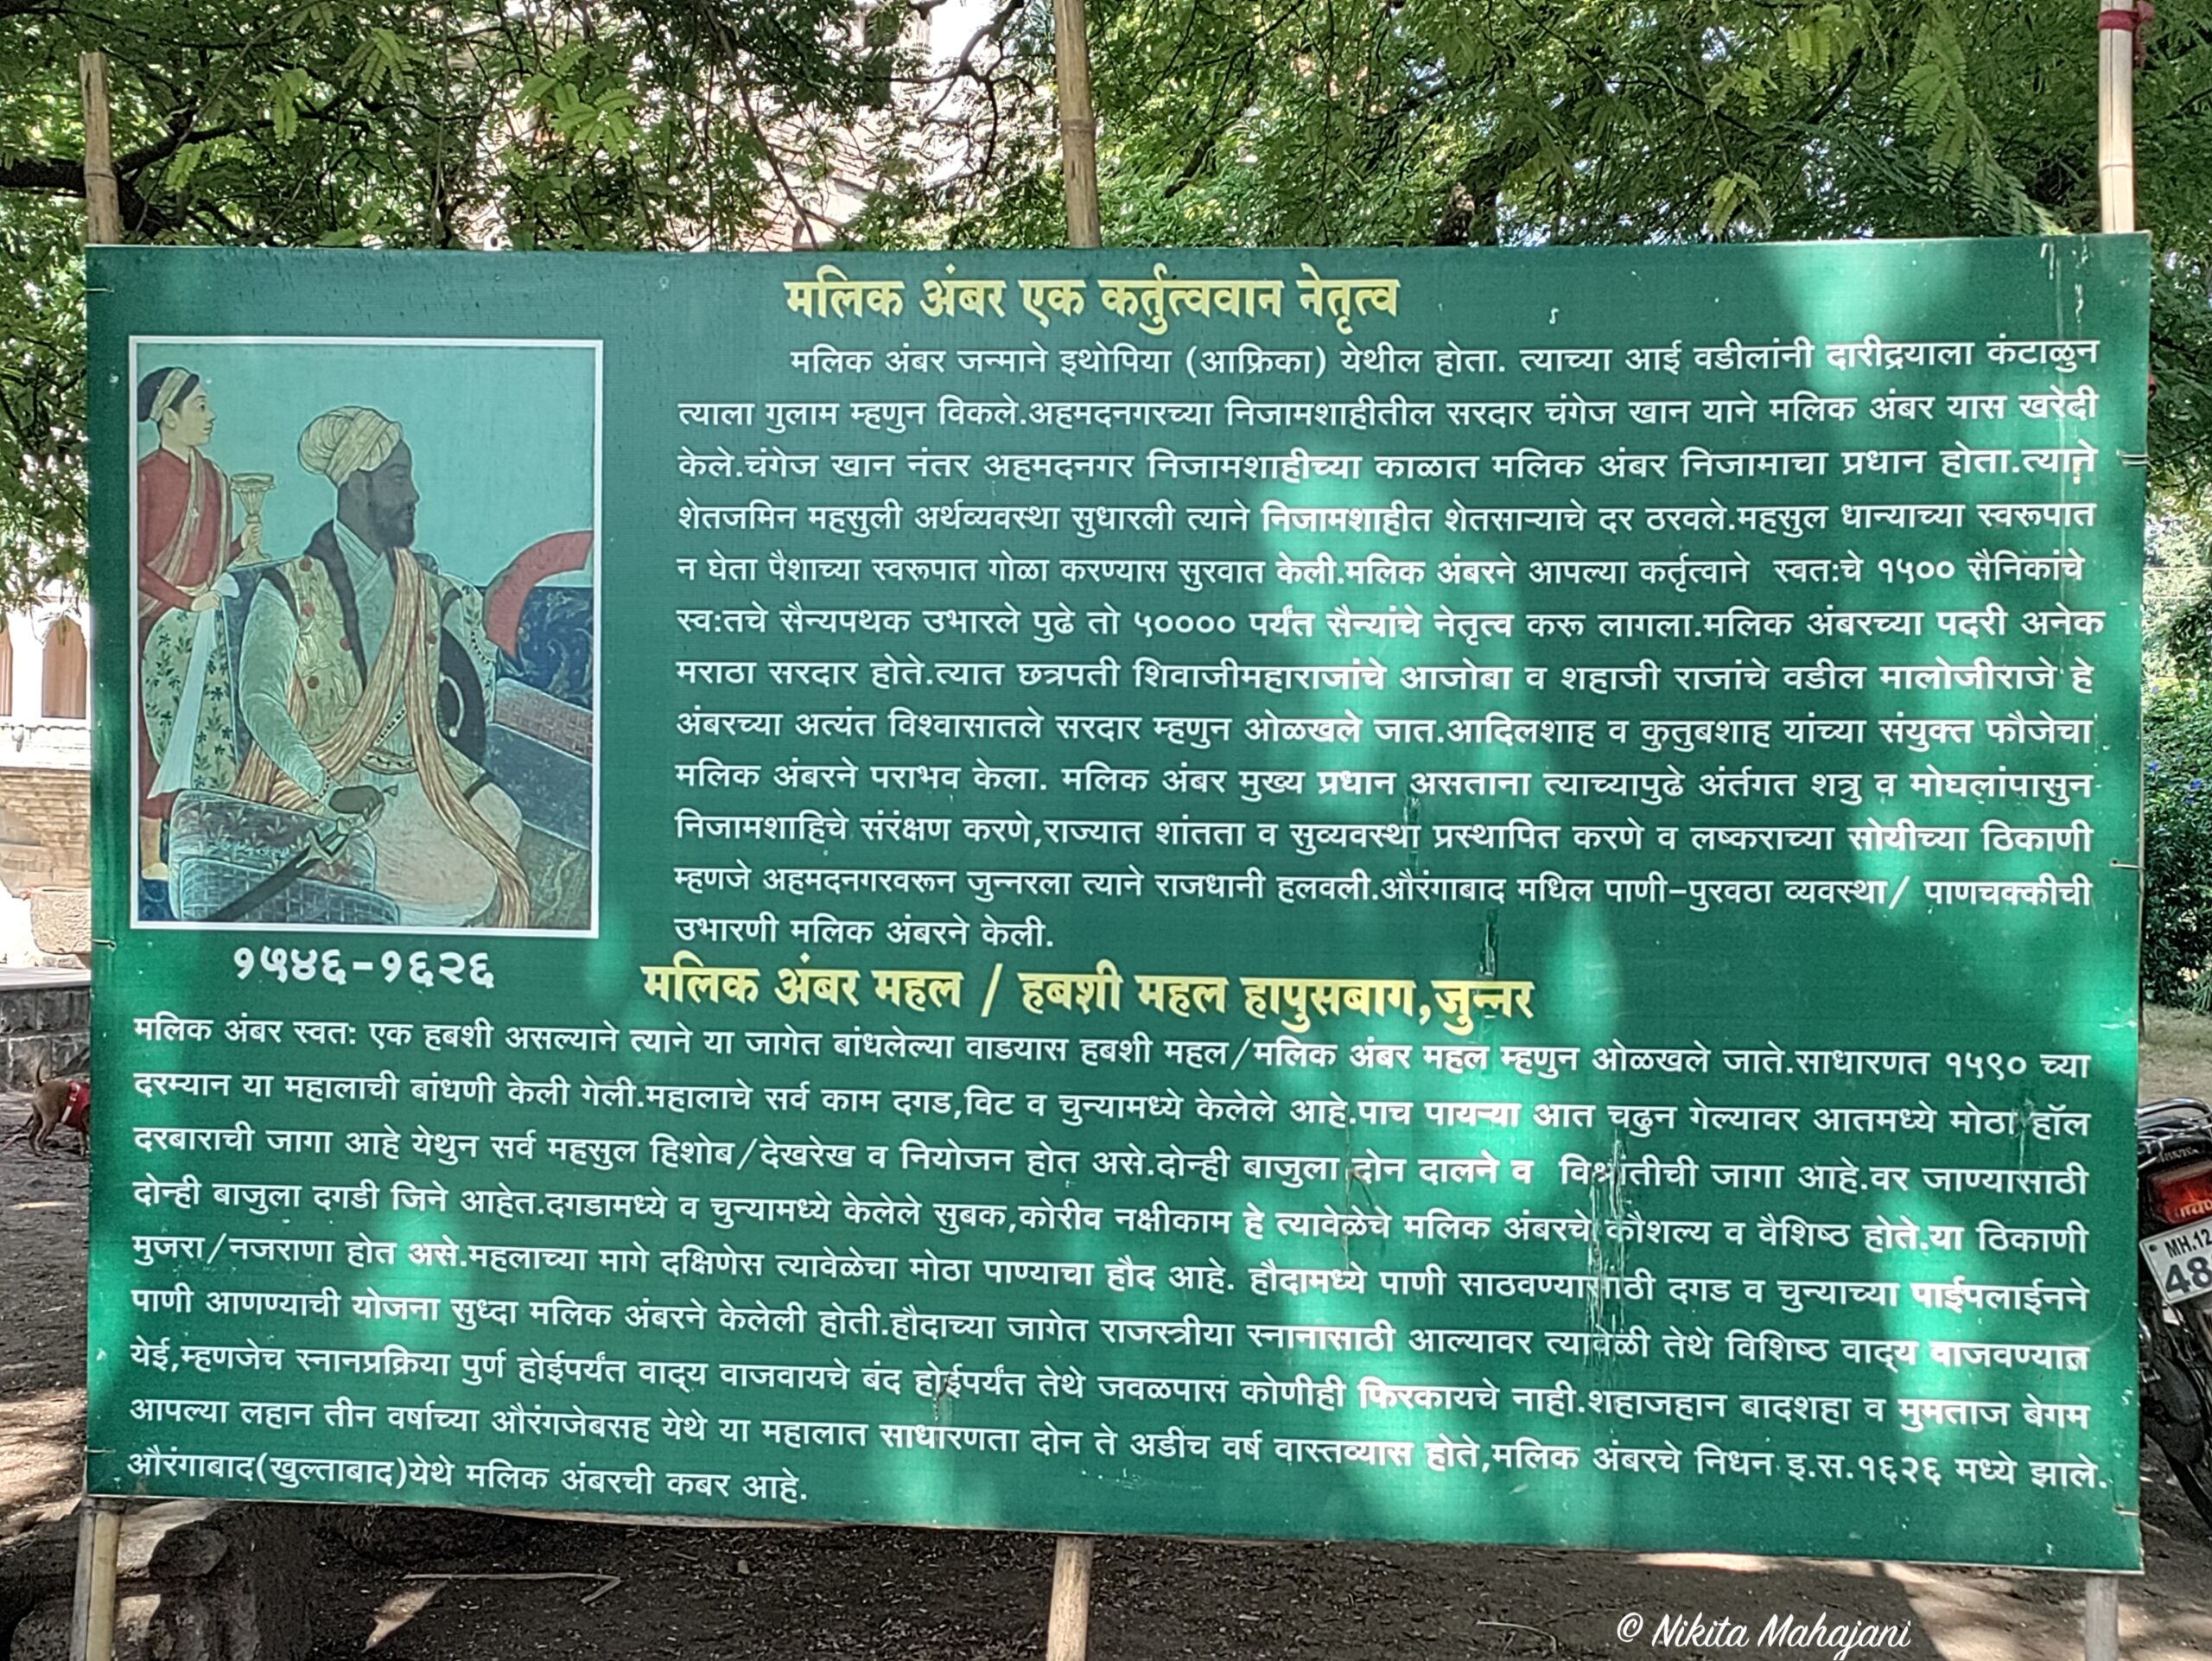 मलिक अंबर एक कर्तुत्ववान नेतृत्व
मलिक अंबर जन्माने इथोपिया (आफ्रिका) येथील होता. त्याच्या आई वडीलांनी दारीद्रयाला कंटाळुन
त्याला गुलाम म्हणुन विकले.अहमदनगरच्या निजामशाहीतील सरदार चंगेज खान याने मलिक अंबर यास खरेदी
केले.चंगेज खान नंतर अहमदनगर निजामशाहीच्या काळात मलिक अंबर निजामाचा प्रधान होता.त्याने
शेतजमिन महसुली अर्थव्यवस्था सुधारली त्याने निजामशाहीत शेतसाऱ्याचे दर ठरवले.महसुल धान्याच्या स्वरूपात
न घेता पैशाच्या स्वरूपात गोळा करण्यास सुरवात केली.मलिक अंबरने आपल्या कर्तृत्वाने स्वत:चे १५०० सैनिकांचे
स्व:तचे सैन्यपथक उभारले पुढे तो ५०००० पर्यंत सैन्यांचे नेतृत्व करू लागला.मलिक अंबरच्या पदरी अनेक
मराठा सरदार होते.त्यात छत्रपती शिवाजीमहाराजांचे आजोबा व शहाजी राजांचे वडील मालोजीराजे हे
अंबरच्या अत्यंत विश्वासातले सरदार म्हणुन ओळखले जात.आदिलशाह व कुतुबशाह यांच्या संयुक्त फौजेचा
मलिक अंबरने पराभव केला. मलिक अंबर मुख्य प्रधान असताना त्याच्यापुढे अंर्तगत शत्रु व मोघलांपासुन
निजामशाहिचे संरंक्षण करणे,राज्यात शांतता व सुव्यवस्था प्रस्थापित करणे व लष्कराच्या सोयीच्या ठिकाणी
म्हणजे अहमदनगरवरून जुन्नरला त्याने राजधानी हलवली.औरंगाबाद मधिल पाणी-पुरवठा व्यवस्था/ पाणचक्कीची
उभारणी मलिक अंबरने केली.
१५४६-१६२६
मलिक अंबर महल / हबशी महल हापुसबाग,जुन्नर
मलिक अंबर स्वत: एक हबशी असल्याने त्याने या जागेत बांधलेल्या वाडयास हबशी महल/मलिक अंबर महल म्हणुन ओळखले जाते.साधारणत १५९० च्या
दरम्यान या महालाची बांधणी केली गेली.महालाचे सर्व काम दगड,विट व चुन्यामध्ये केलेले आहे.पाच पायऱ्या आत चढुन गेल्यावर आतमध्ये मोठा हॉल
दरबाराची जागा आहे येथुन सर्व महसुल हिशोब/देखरेख व नियोजन होत असे.दोन्ही बाजुला दोन दालने व विश्रांतीची जागा आहे.वर जाण्यासाठी
दोन्ही बाजुला दगडी जिने आहेत.दगडामध्ये व चुन्यामध्ये केलेले सुबक,कोरीव नक्षीकाम हे त्यावेळेचे मलिक अंबरचे कौशल्य व वैशिष्ठ होते.या ठिकाणी
मुजरा/नजराणा होत असे.महलाच्या मागे दक्षिणेस त्यावेळेचा मोठा पाण्याचा हौद आहे. हौदामध्ये पाणी साठवण्यासाठी दगड व चुन्याच्या पाईपलाईनने
पाणी आणण्याची योजना सुध्दा मलिक अंबरने केलेली होती.हौदाच्या जागेत राजस्त्रीया स्नानासाठी आल्यावर त्यावेळी तेथे विशिष्ठ वाद्य वाजवण्यात
येई,म्हणजेच स्नानप्रक्रिया पुर्ण होईपर्यंत वाद्य वाजवायचे बंद होईपर्यंत तेथे जवळपास कोणीही फिरकायचे नाही.शहाजहान बादशहा व मुमताज बेगम
आपल्या लहान तीन वर्षाच्या औरंगजेबसह येथे या महालात साधारणता दोन ते अडीच वर्ष वास्तव्यास होते,मलिक अंबरचे निधन इ.स.१६२६ मध्ये झाले.
औरंगाबाद(खुल्ताबाद)येथे मलिक अंबरची कबर आहे.
MH.12
48
© Nikita Mahajani